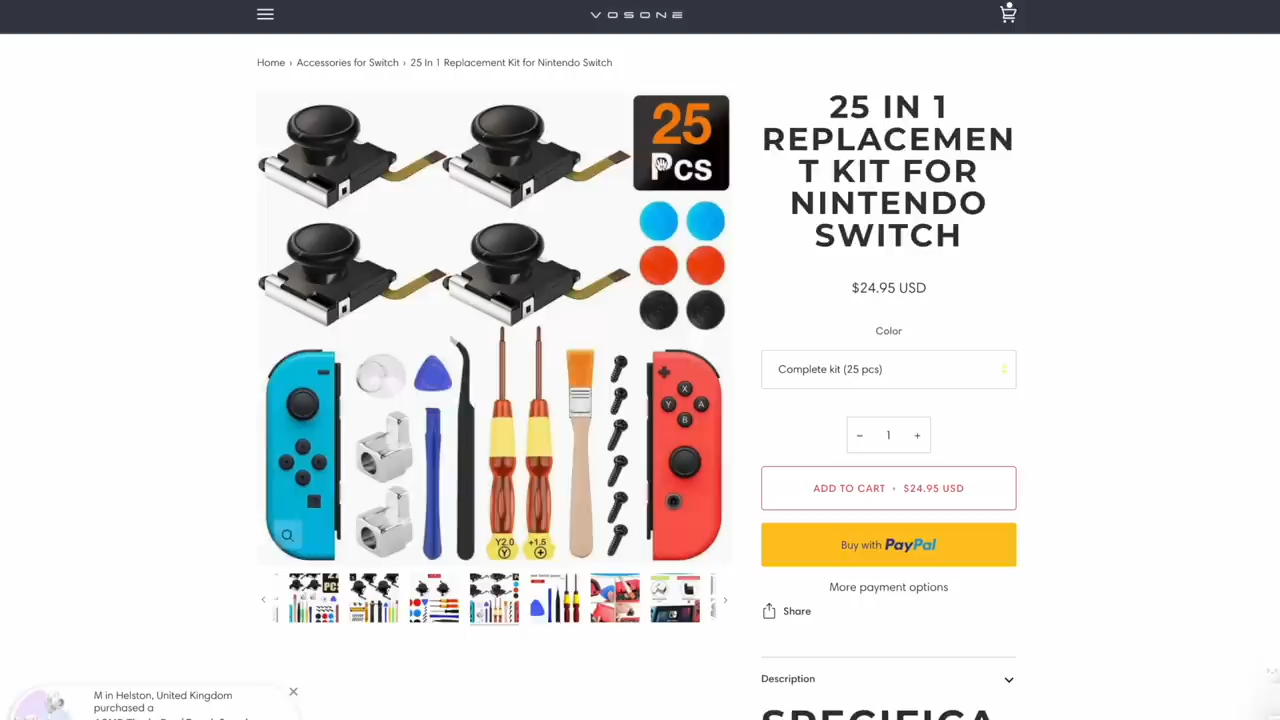 VOSONE
Home › Accessories for Switch › 25 In 1 Replacement Kit for Nintendo Switch
25
Pcs
X
Y
A
B
Y2.0
Y
+1.5
25 IN 1
REPLACEMEN
T KIT FOR
NINTENDO
SWITCH
$24.95 USD
Color
Complete kit (25 pcs)
− 1 +
ADD TO CART • $24.95 USD
Buy with PayPal
More payment options
Share
Description
SPECIFICA
M in Helston, United Kingdom
purchased a